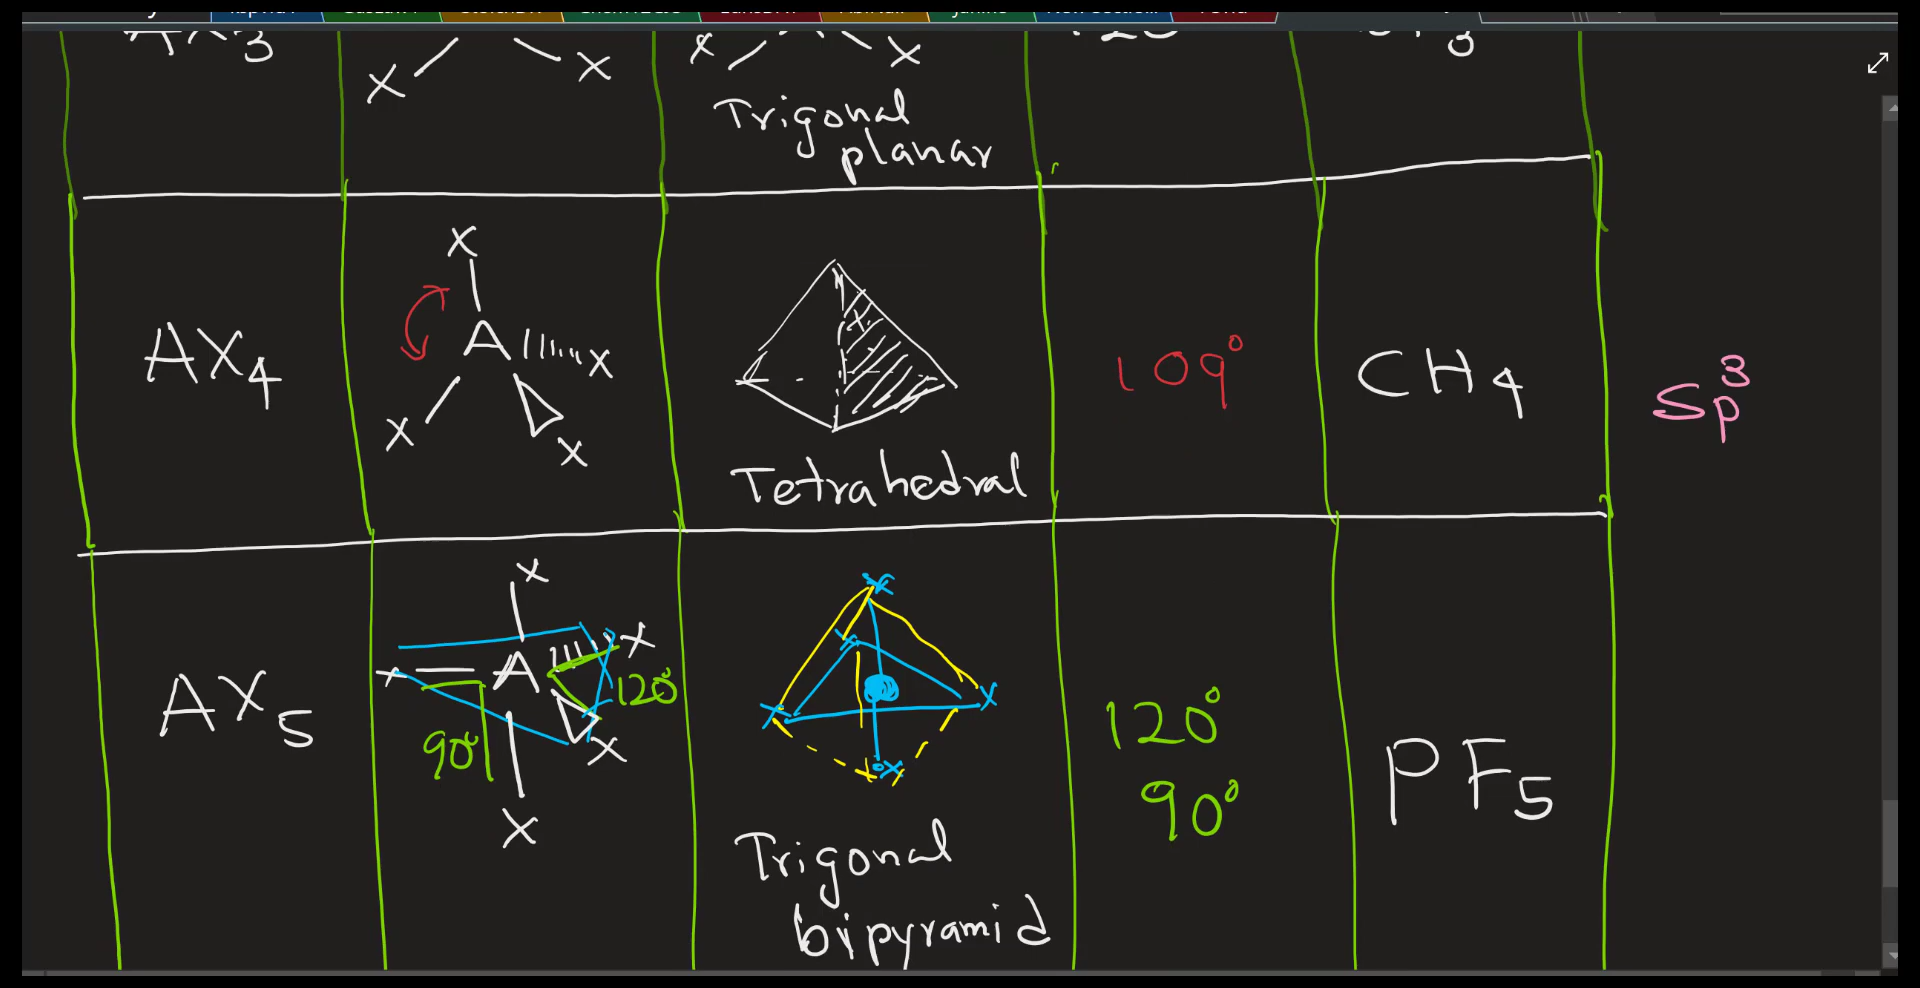 X
X
X
X
Trigonal
planar
X
AX4
A
X
X
X
109°
CH4
sp3
Tetrahedral
X
AX5
X
A
X
120°
90°
X
X
X
X
X
X
X
120°
90°
PF5
Trigonal
bipyramid